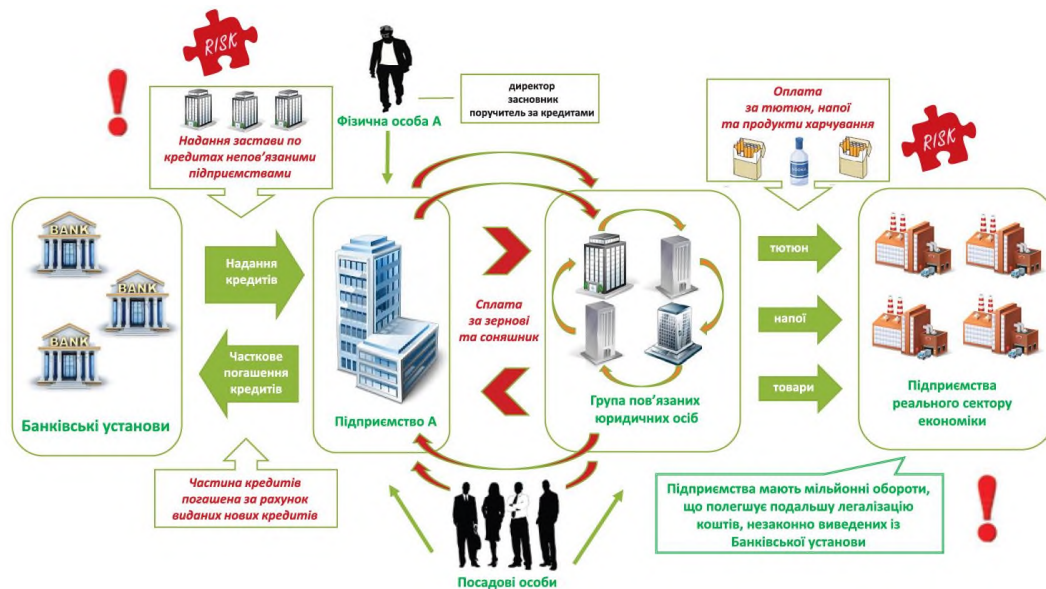 RISK
Надання застави по
кредитах непов’язаними
підприємствами
Фізична особа А
директор
засновник
поручитель за кредитами
Оплата
за тютюн, напої
та продукти харчування
RISK
BANK
BANK
BANK
Банківські установи
Надання
кредитів
Часткове
погашення
кредитів
Підприємство А
Сплата
за зернові
та соняшник
Група пов’язаних
юридичних осіб
тютюн
напої
товари
Підприємства
реального сектору
економіки
Частина кредитів
погашена за рахунок
виданих нових кредитів
Посадові особи
Підприємства мають мільйонні обороти,
що полегшує подальшу легалізацію
коштів, незаконно виведених із
Банківської установи